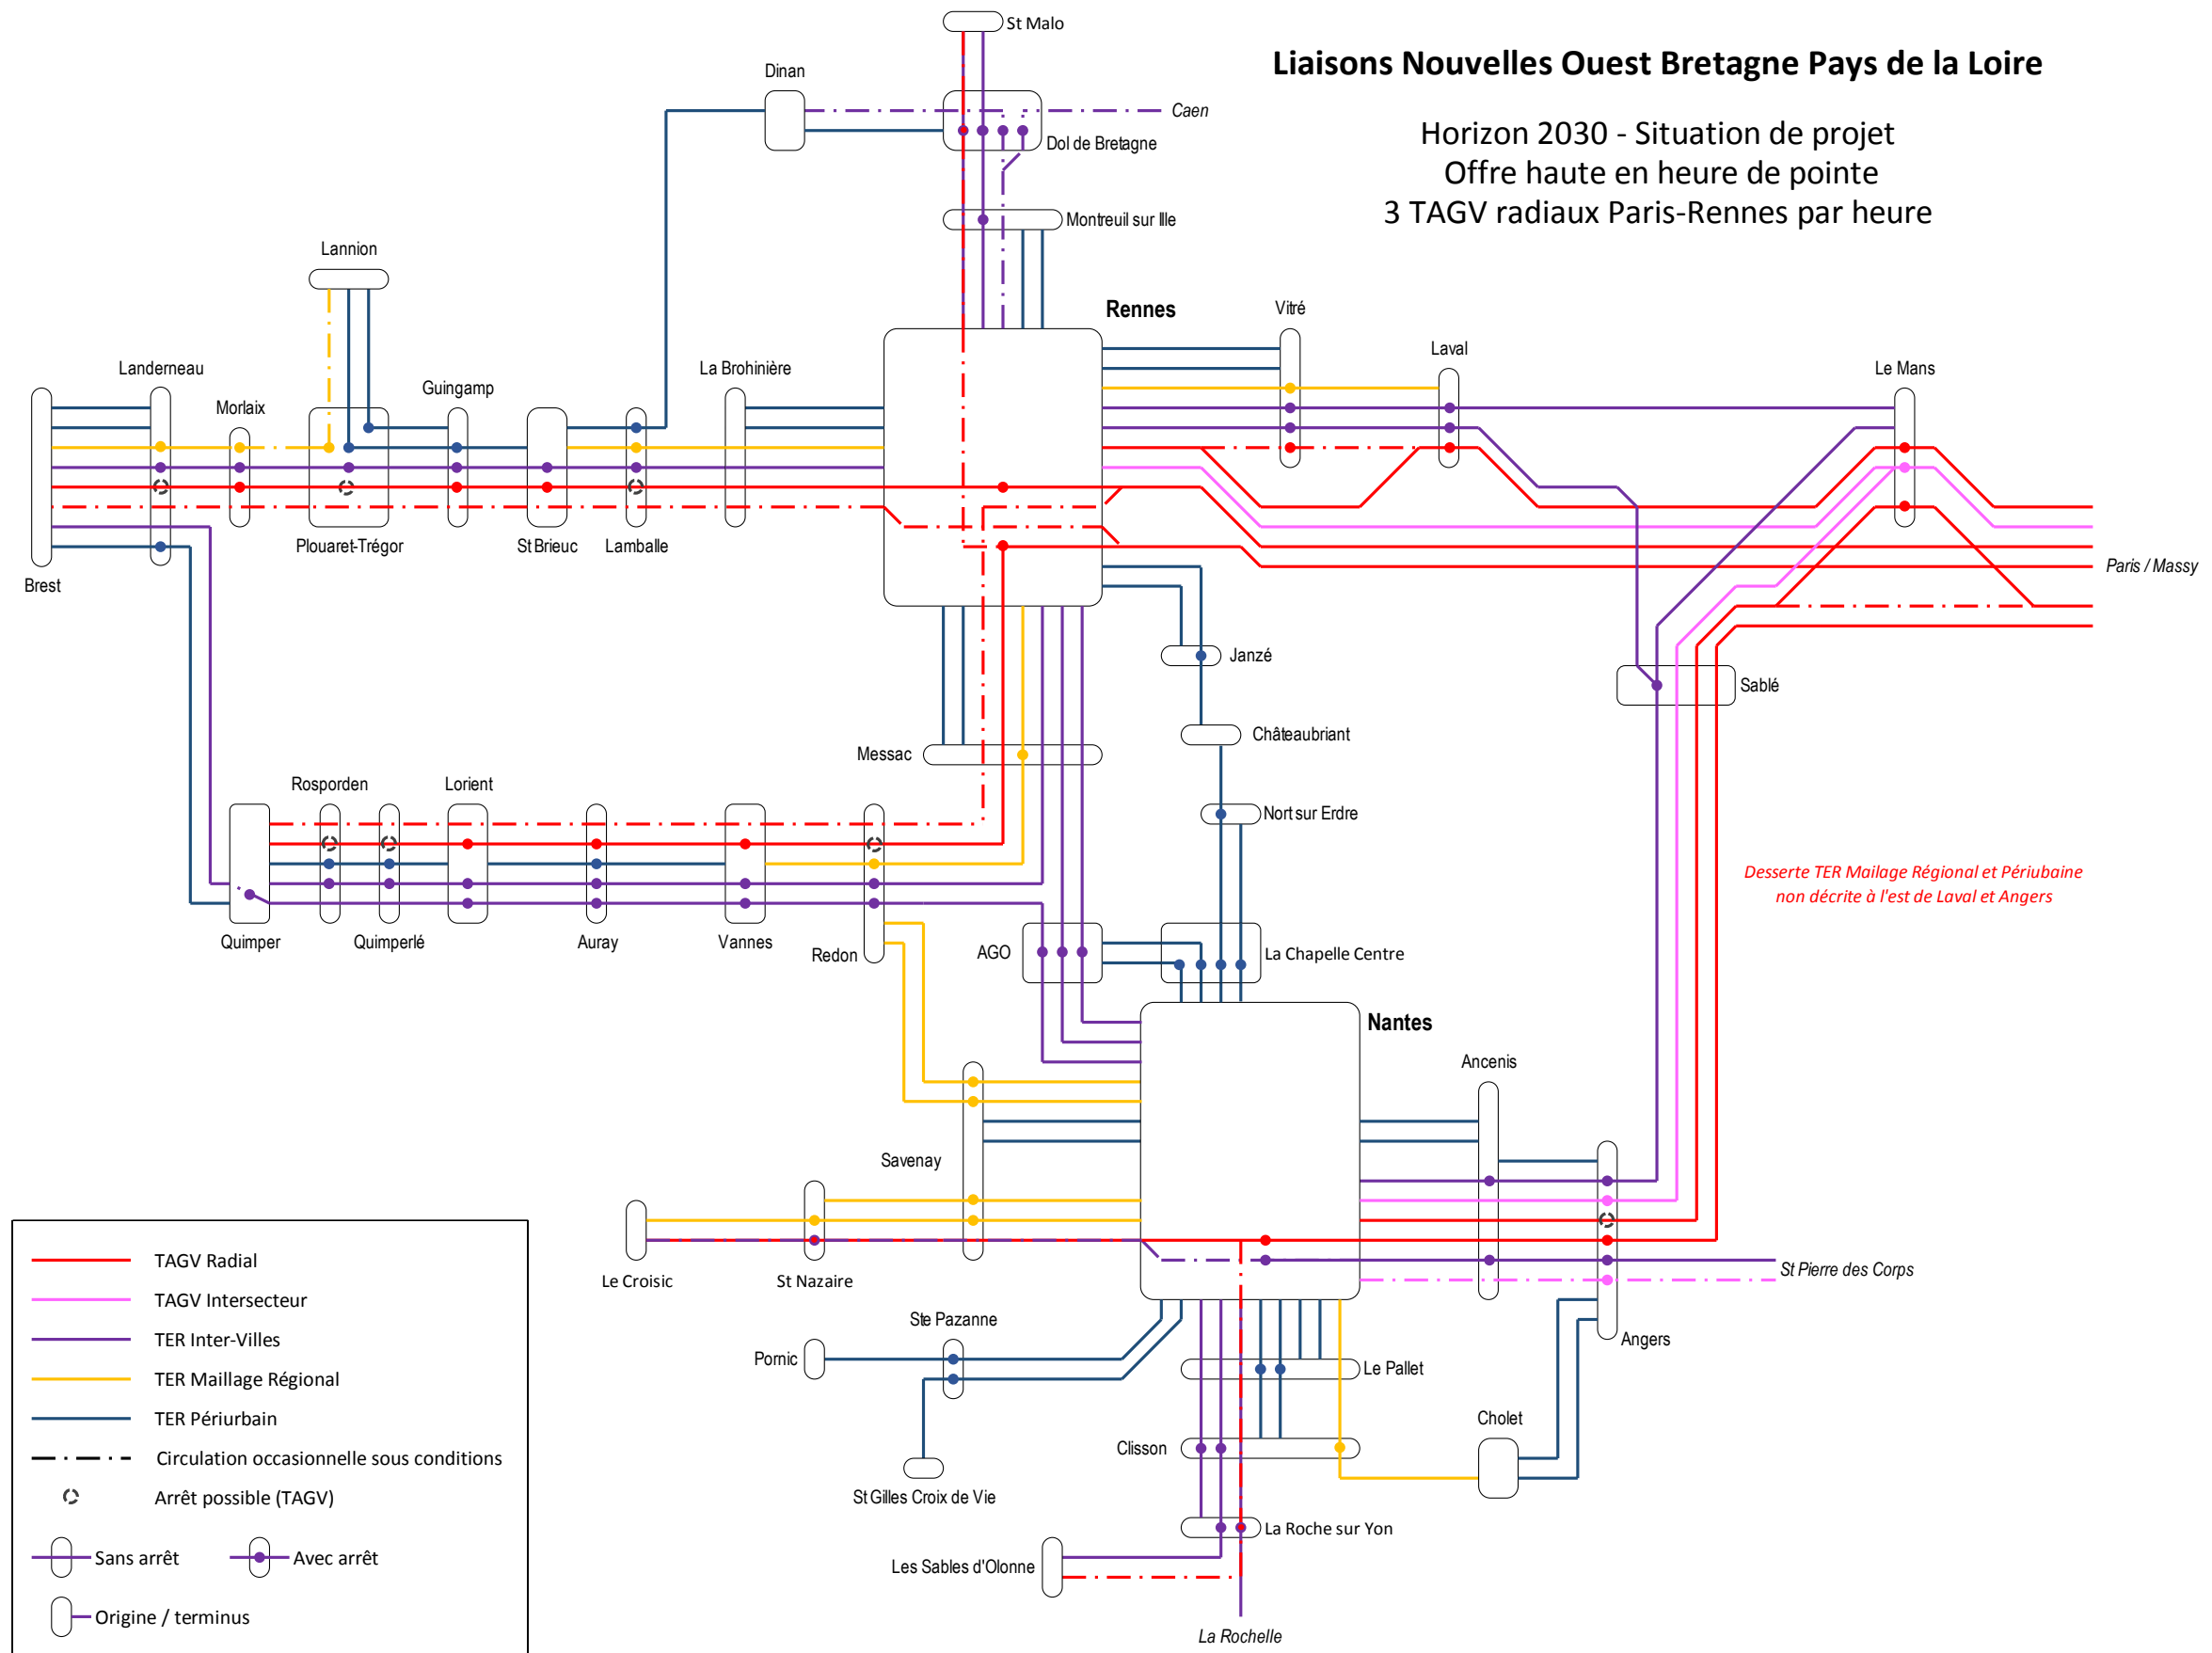 St Malo
Liaisons Nouvelles Ouest Bretagne Pays de la Loire
Dinan
Caen
Horizon 2030 - Situation de projet
Dol de Bretagne
Offre haute en heure de pointe
3 TAGV radiaux Paris-Rennes par heure
Montreuil sur Ille
Lannion
Rennes
Vitré
Laval
Landerneau
La Brohinière
Le Mans
Guingamp
Morlaix
Plouaret-Trégor
St Brieuc
Lamballe
Paris / Massy
Brest
Janzé
Sablé
Châteaubriant
Messac
Rosporden
Lorient
Nort sur Erdre
Desserte TER Mailage Régional et Périubaine
non décrite à l'est de Laval et Angers
Quimper
Quimperlé
Auray
Vannes
Redon
AGO
La Chapelle Centre
Nantes
Ancenis
Savenay
TAGV Radial
Le Croisic
St Nazaire
St Pierre des Corps
TAGV Intersecteur
Ste Pazanne
Angers
TER Inter-Villes
Pornic
Le Pallet
TER Maillage Régional
TER Périurbain
Cholet
Clisson
Circulation occasionnelle sous conditions
Arrêt possible (TAGV)
St Gilles Croix de Vie
La Roche sur Yon
Sans arrêt
Avec arrêt
Les Sables d'Olonne
Origine / terminus
La Rochelle